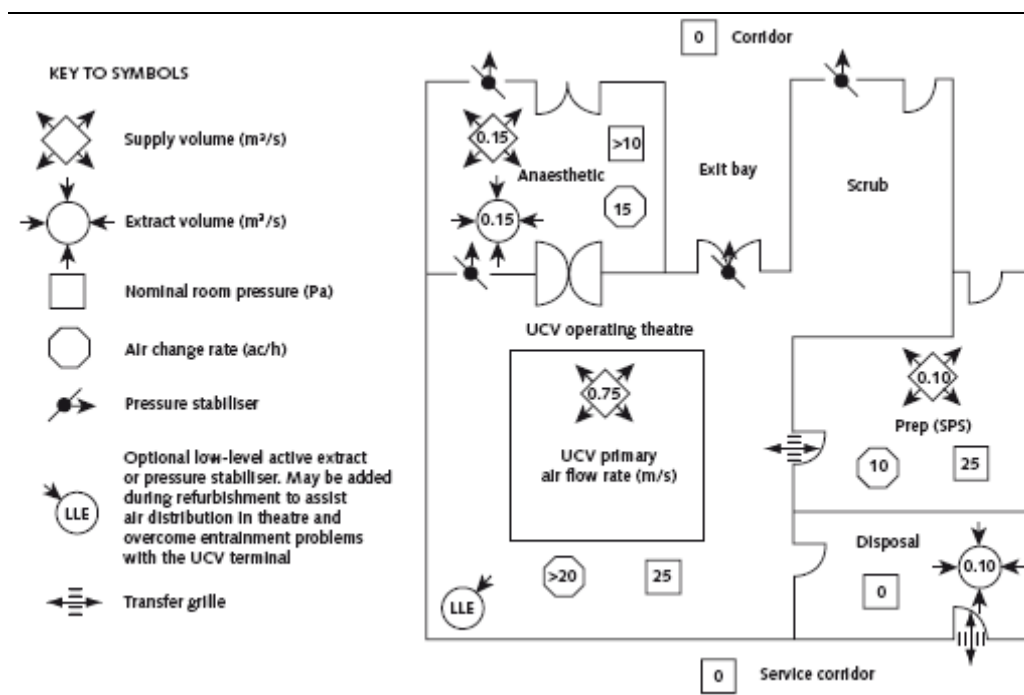 KEY TO SYMBOLS
Supply volume (m³/s)
Extract volume (m³/s)
Nominal room pressure (Pa)
Air change rate (ac/h)
Pressure stabiliser
Optional low-level active extract
or pressure stabiliser. May be added
during refurbishment to assist
air distribution in theatre and
overcome entrainment problems
with the UCV terminal
LLE
Transfer grille
0
Corridor
0.15
>10
Anaesthetic
15
0.15
Exit bay
Scrub
UCV operating theatre
0.75
UCV primary
air flow rate (m/s)
>20
25
LLE
0.10
Prep (SPS)
10
25
Disposal
0.10
0
0
Service corridor